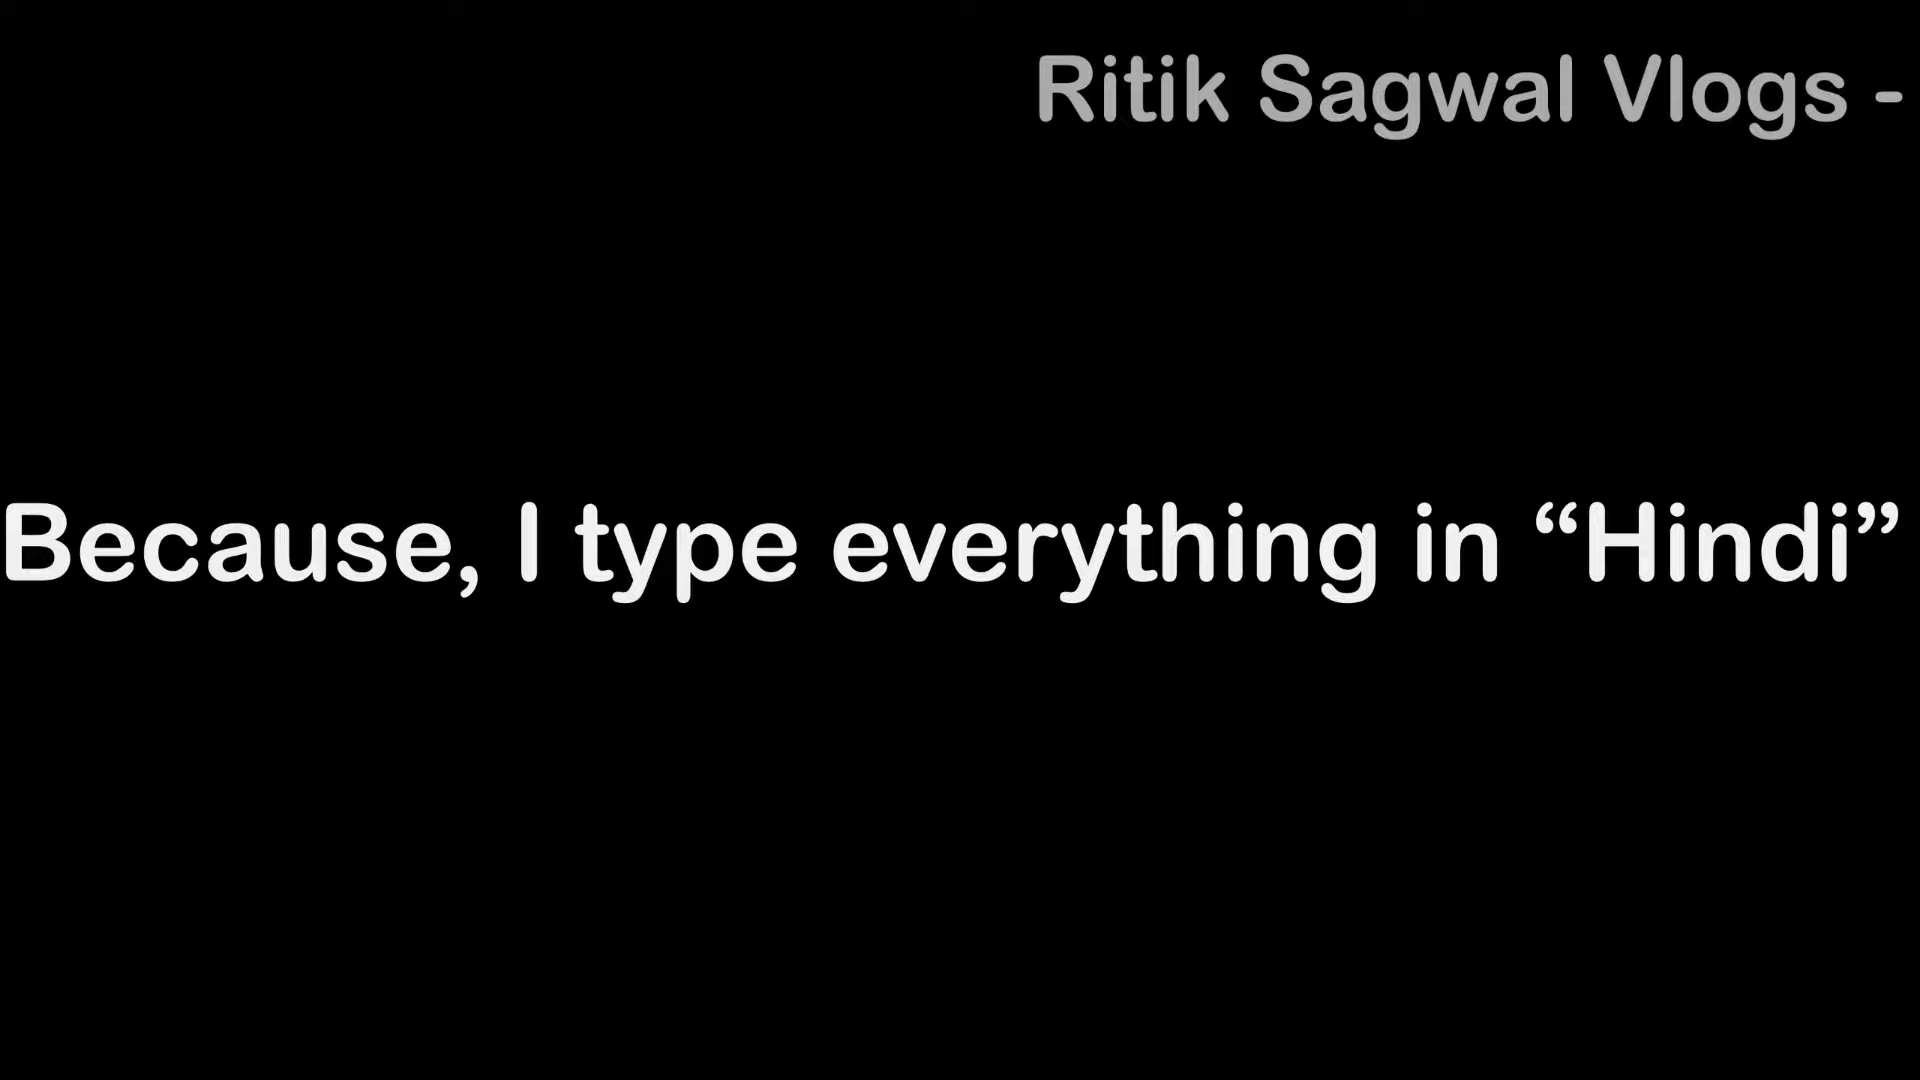 Ritik Sagwal Vlogs -
Because, I type everything in “Hindi”